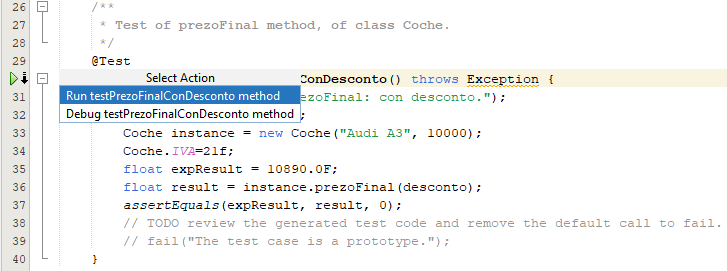 26 /**
27 * Test of prezoFinal method, of class Coche.
28 */
29 @Test
Select Action ConDesconto() throws Exception {
Run testPrezoFinalConDesconto method
31 ezoFinal: con desconto.");
Debug testPrezoFinalConDesconto method
32 ;
33 Coche instance = new Coche("Audi A3", 10000);
34 Coche.IVA=21f;
35 float expResult = 10890.0F;
36 float result = instance.prezoFinal(desconto);
37 assertEquals(expResult, result, 0);
38 // TODO review the generated test code and remove the default call to fail.
39 // fail("The test case is a prototype.");
40 }